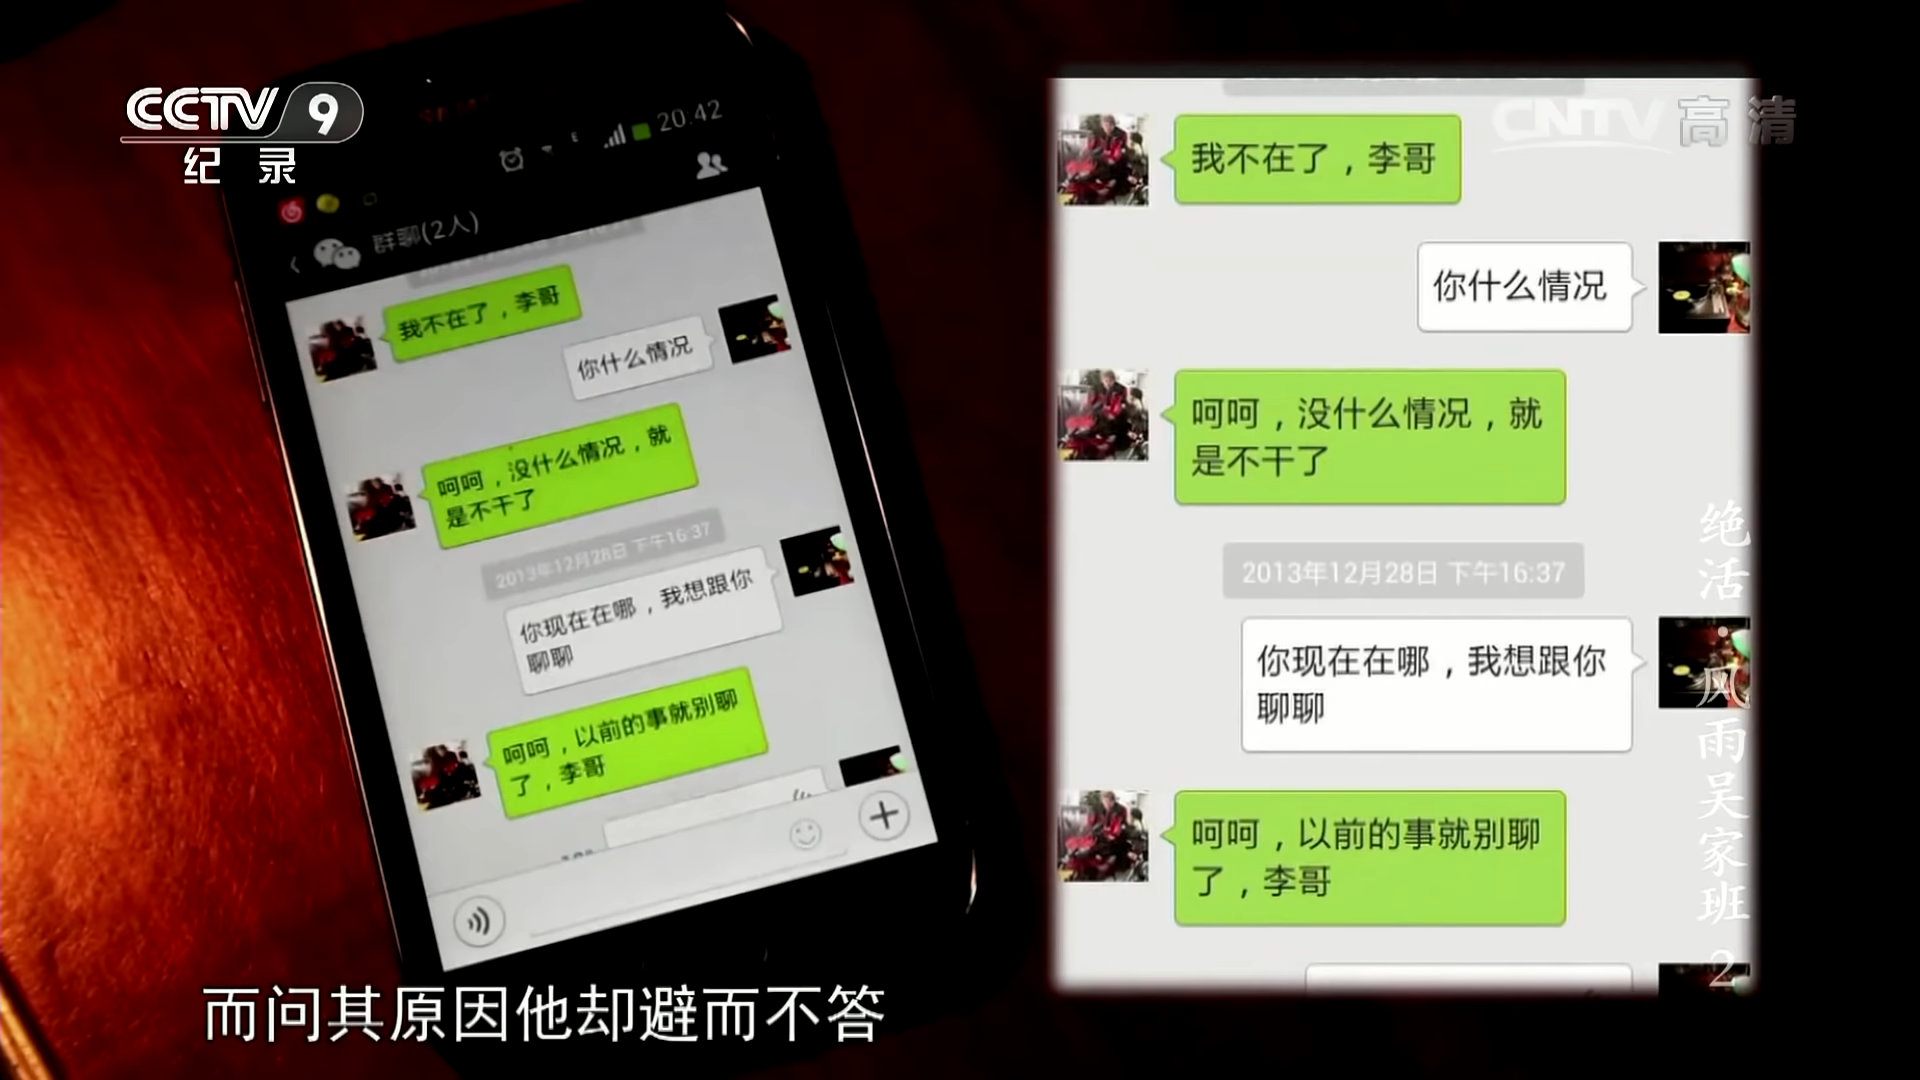 CCTV 9
纪录
20:42
群聊(2人)
我不在了，李哥
你什么情况
呵呵，没什么情况，就
是不干了
2013年12月28日 下午16:37
你现在在哪，我想跟你
聊聊
呵呵，以前的事就别聊
了，李哥
CNTV 高清
我不在了，李哥
你什么情况
呵呵，没什么情况，就
是不干了
2013年12月28日 下午16:37
你现在在哪，我想跟你
聊聊
呵呵，以前的事就别聊
了，李哥
绝活·风雨吴家班 2
而问其原因他却避而不答